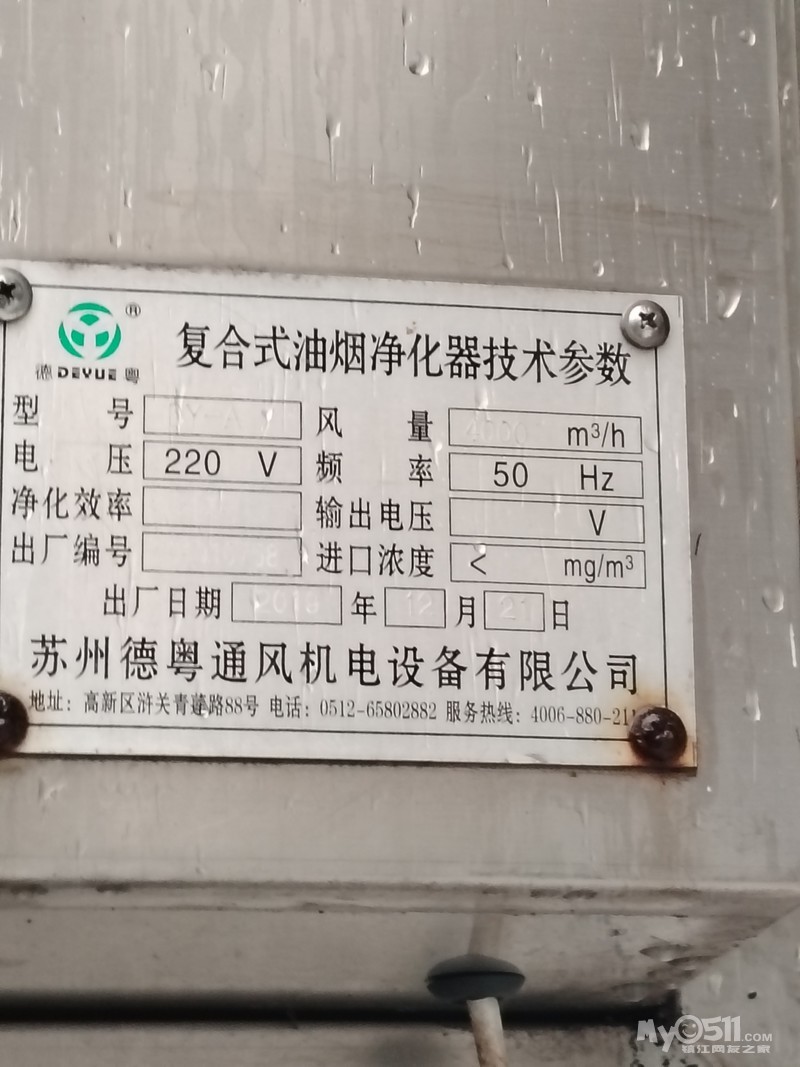 ®
德 DEYUE 粤
复合式油烟净化器技术参数
型 号 风 量 m³/h
电 压 220 V 频 率 50 Hz
净化效率 输出电压 V
出厂编号 进口浓度 < mg/m³
出厂日期 年 12 月 21 日
苏州德粤通风机电设备有限公司
地址：高新区浒关青莲路88号 电话：0512-65802882 服务热线：4006-880-21
My0511.COM
镇江网友之家